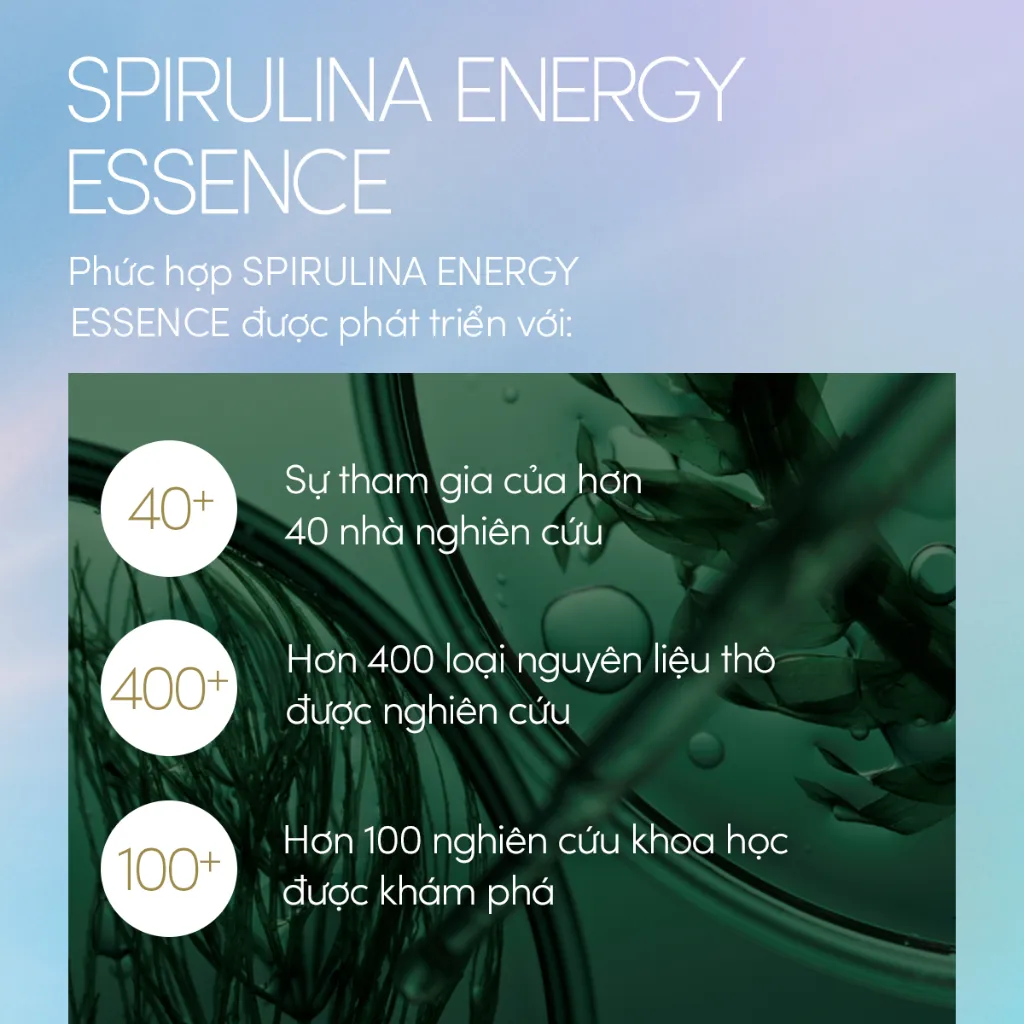 SPIRULINA ENERGY
ESSENCE
Phức hợp SPIRULINA ENERGY
ESSENCE được phát triển với:
40+
Sự tham gia của hơn
40 nhà nghiên cứu
400+
Hơn 400 loại nguyên liệu thô
được nghiên cứu
100+
Hơn 100 nghiên cứu khoa học
được khám phá